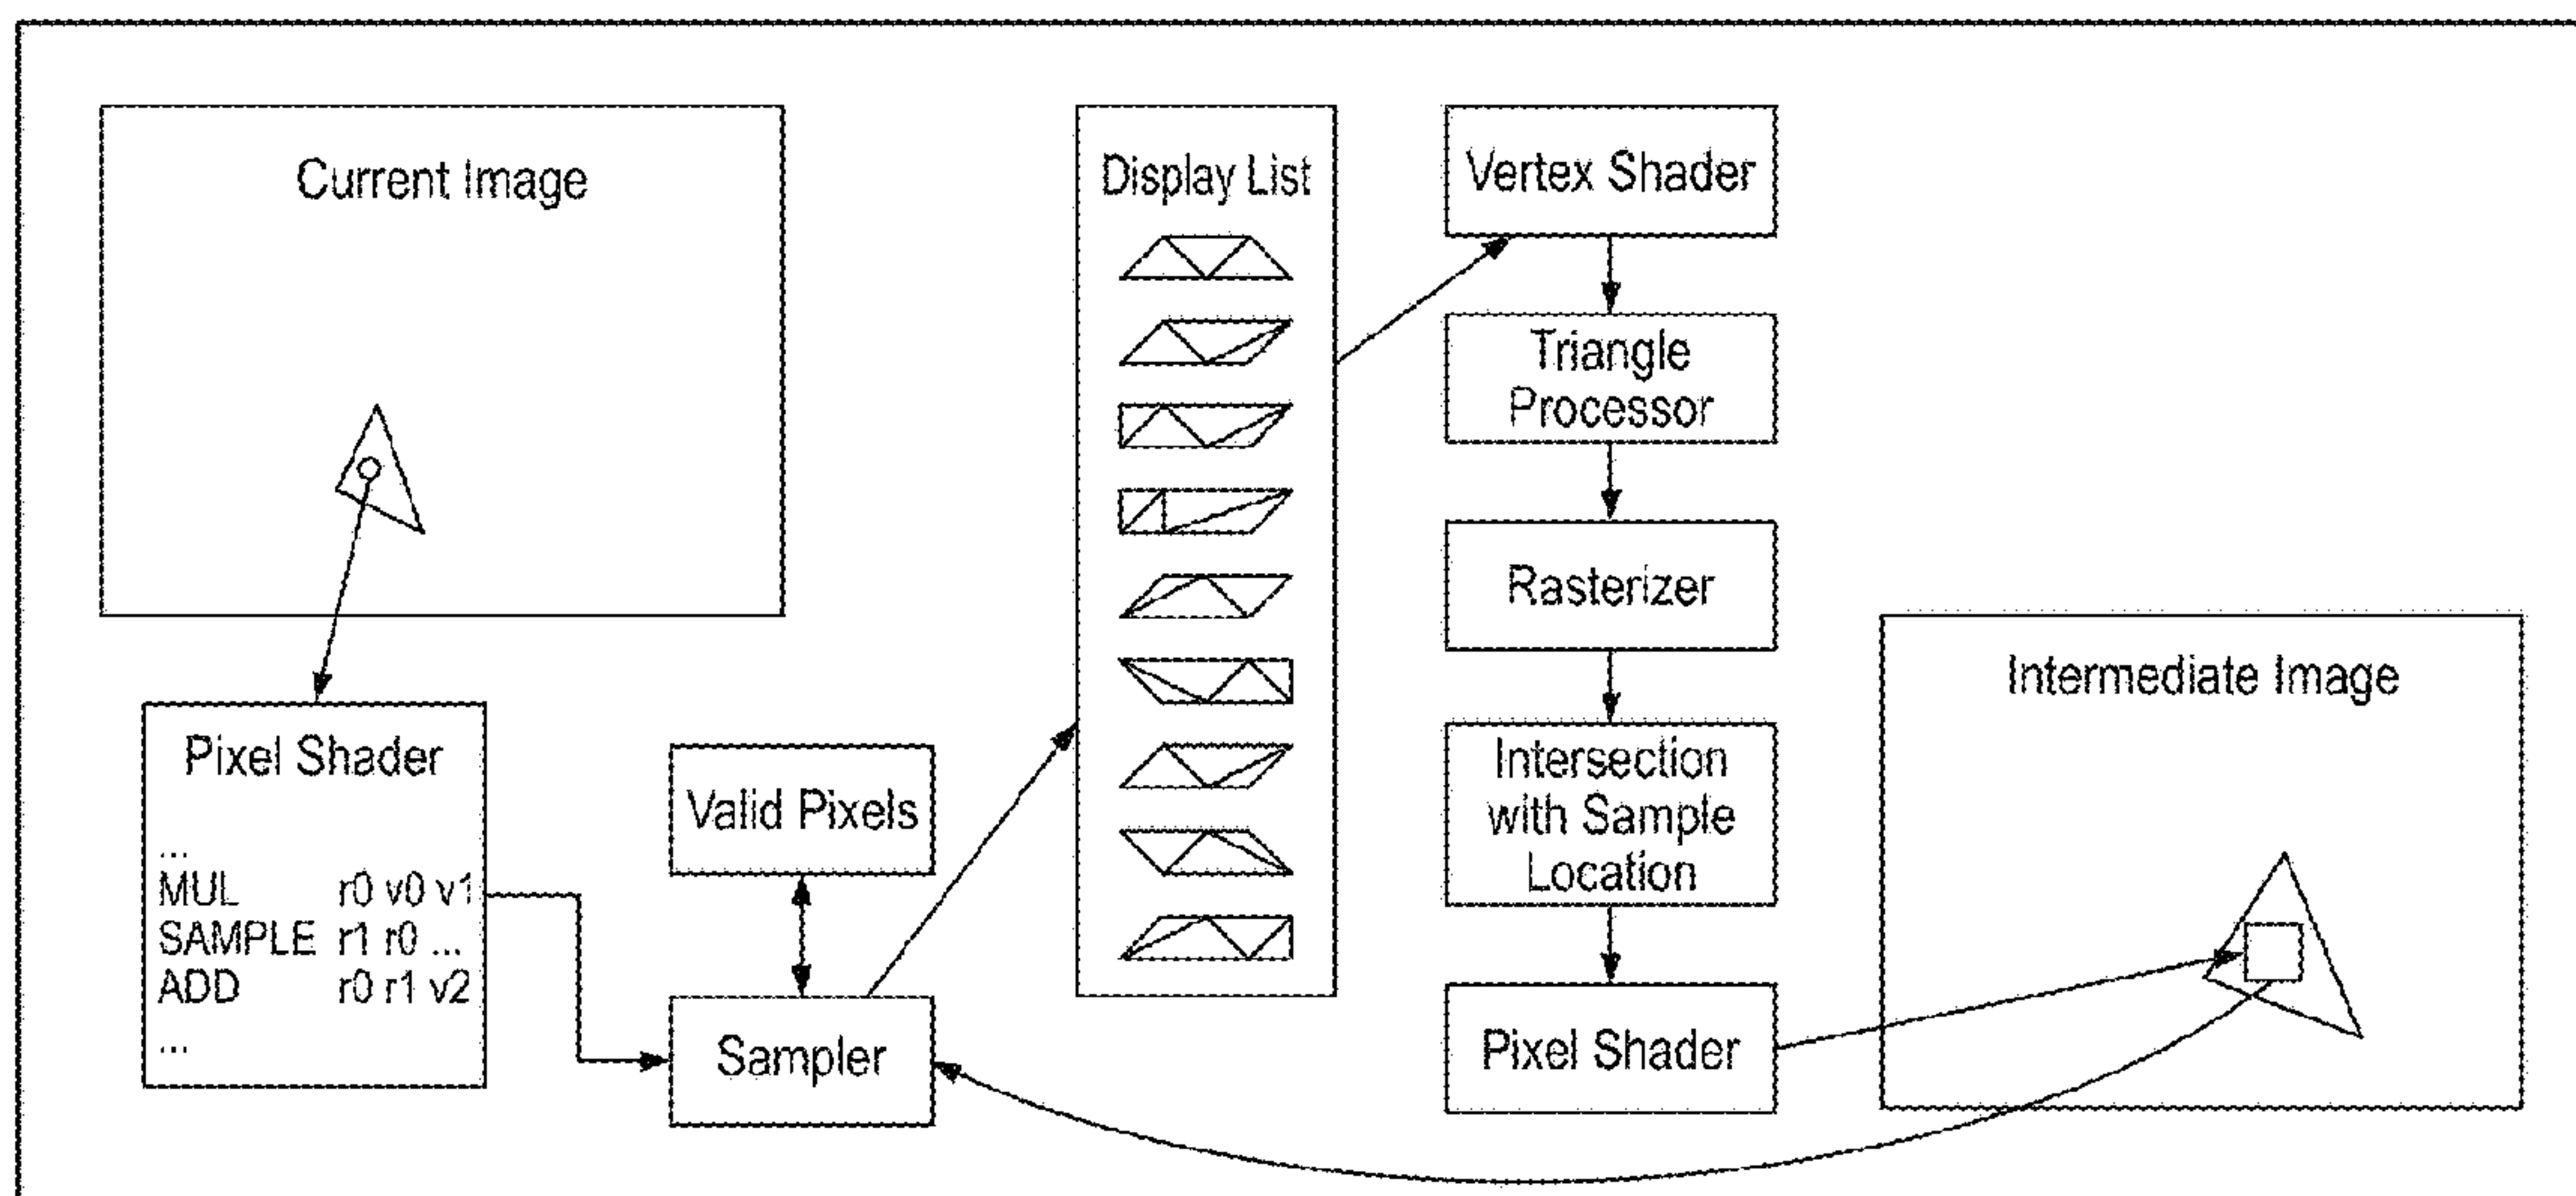 Current Image
Pixel Shader
...
MUL r0 v0 v1
SAMPLE r1 r0 ...
ADD r0 r1 v2
...
Valid Pixels
Sampler
Display List
Vertex Shader
Triangle
Processor
Rasterizer
Intersection
with Sample
Location
Pixel Shader
Intermediate Image